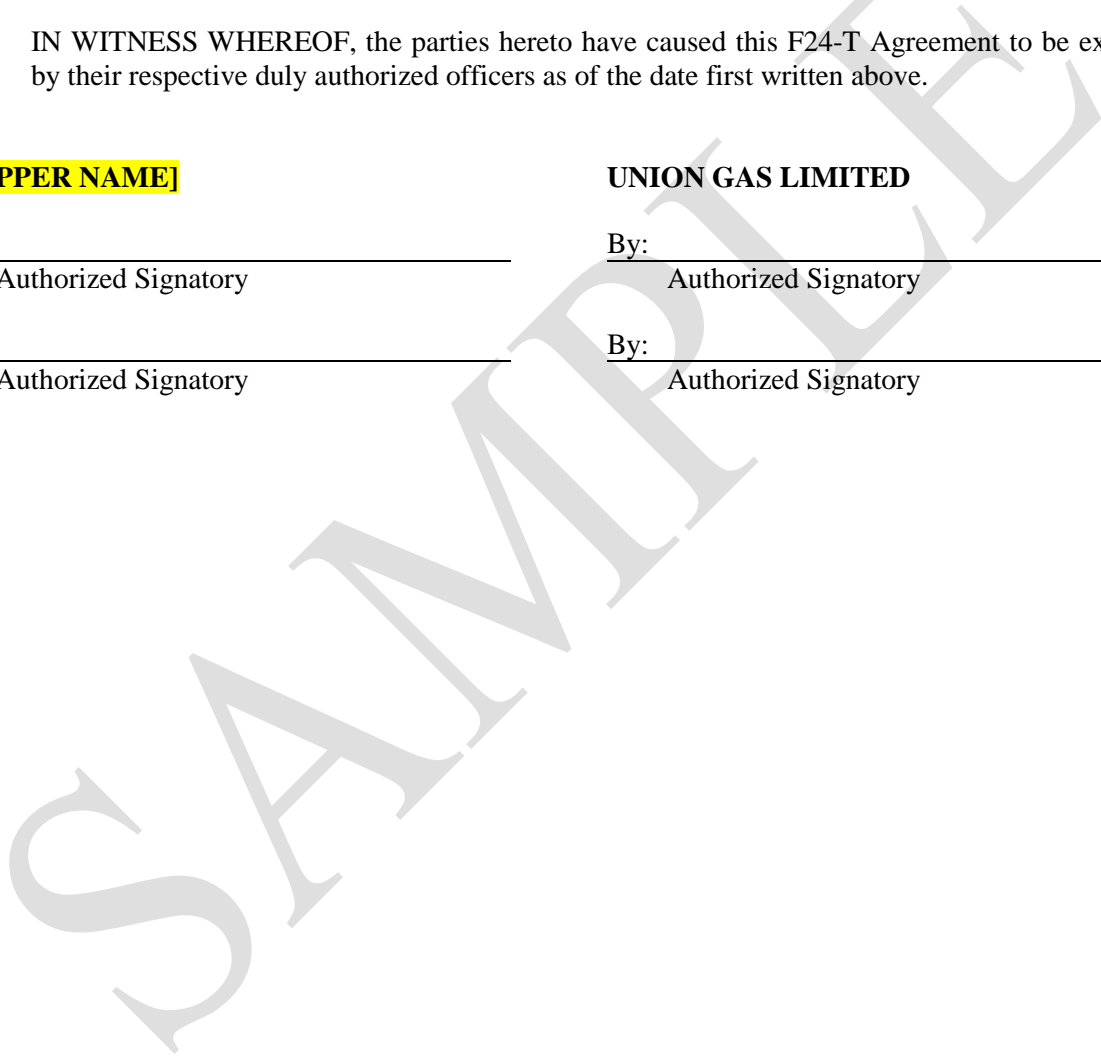 IN WITNESS WHEREOF, the parties hereto have caused this F24-T Agreement to be ex
by their respective duly authorized officers as of the date first written above.
PPER NAME] UNION GAS LIMITED
By:
Authorized Signatory Authorized Signatory
By:
Authorized Signatory Authorized Signatory
SAMPLE